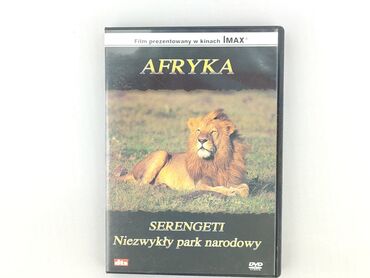 Film prezentowany w kinach IMAX
AFRYKA
SERENGETI
Niezwykły park narodowy
dts
DVD